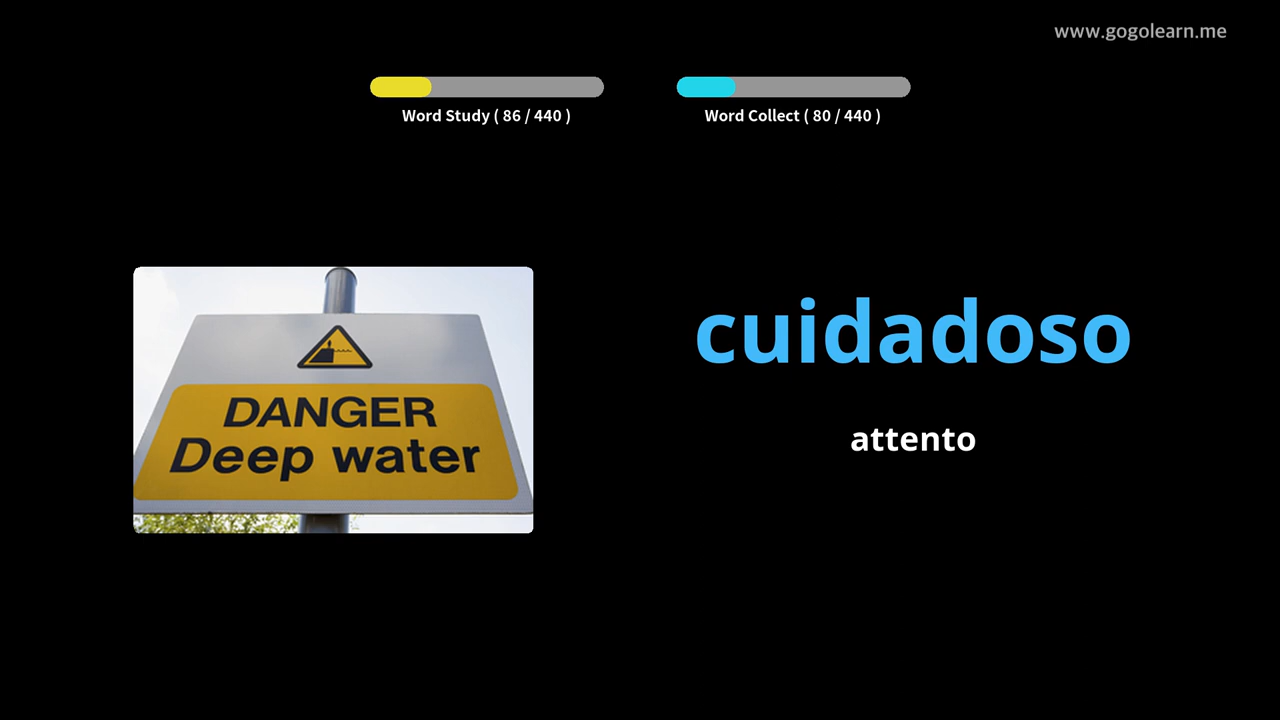 www.gogolearn.me
Word Study ( 86 / 440 )
Word Collect ( 80 / 440 )
DANGER
Deep water
cuidadoso
attento